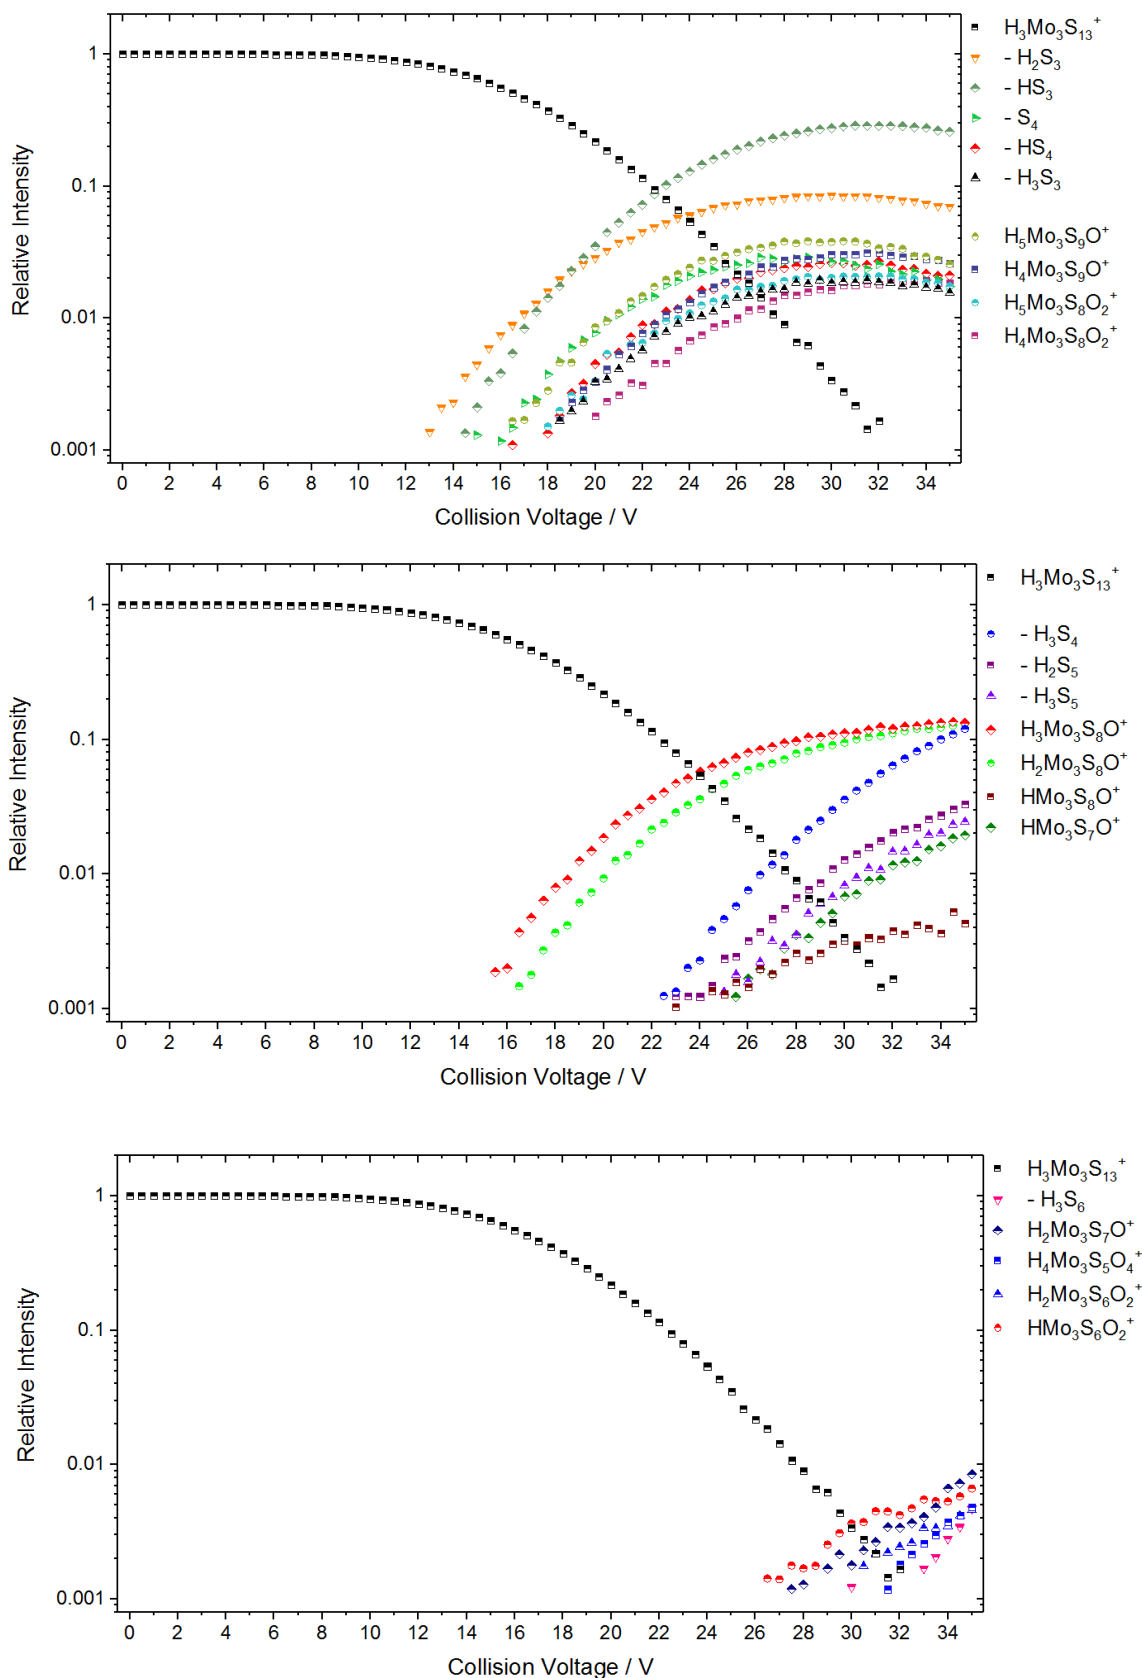 Relative Intensity
1
0.1
0.01
0.001
0 2 4 6 8 10 12 14 16 18 20 22 24 26 28 30 32 34
Collision Voltage / V
H₃Mo₃S₁₃⁺
- H₂S₃
- HS₃
- S₄
- HS₄
- H₃S₃
H₅Mo₃S₉O⁺
H₄Mo₃S₉O⁺
H₅Mo₃S₈O₂⁺
H₄Mo₃S₈O₂⁺
Relative Intensity
1
0.1
0.01
0.001
0 2 4 6 8 10 12 14 16 18 20 22 24 26 28 30 32 34
Collision Voltage / V
H₃Mo₃S₁₃⁺
- H₃S₄
- H₂S₅
- H₃S₅
H₃Mo₃S₈O⁺
H₂Mo₃S₈O⁺
HMo₃S₈O⁺
HMo₃S₇O⁺
Relative Intensity
1
0.1
0.01
0.001
0 2 4 6 8 10 12 14 16 18 20 22 24 26 28 30 32 34
Collision Voltage / V
H₃Mo₃S₁₃⁺
- H₃S₆
H₂Mo₃S₇O⁺
H₄Mo₃S₅O₄⁺
H₂Mo₃S₆O₂⁺
HMo₃S₆O₂⁺